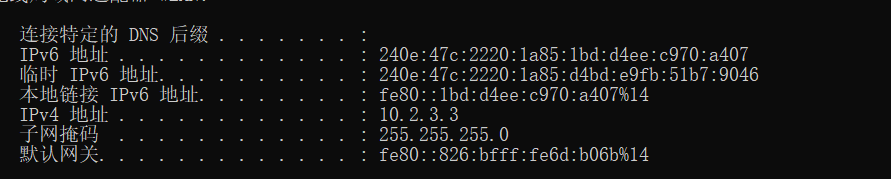 连接特定的 DNS 后缀 . . . . . . . :
IPv6 地址 . . . . . . . . . . . . : 240e:47c:2220:1a85:1bd:d4ee:c970:a407
临时 IPv6 地址. . . . . . . . . . : 240e:47c:2220:1a85:d4bd:e9fb:51b7:9046
本地链接 IPv6 地址. . . . . . . . : fe80::1bd:d4ee:c970:a407%14
IPv4 地址 . . . . . . . . . . . . : 10.2.3.3
子网掩码  . . . . . . . . . . . . : 255.255.255.0
默认网关. . . . . . . . . . . . . : fe80::826:bfff:fe6d:b06b%14